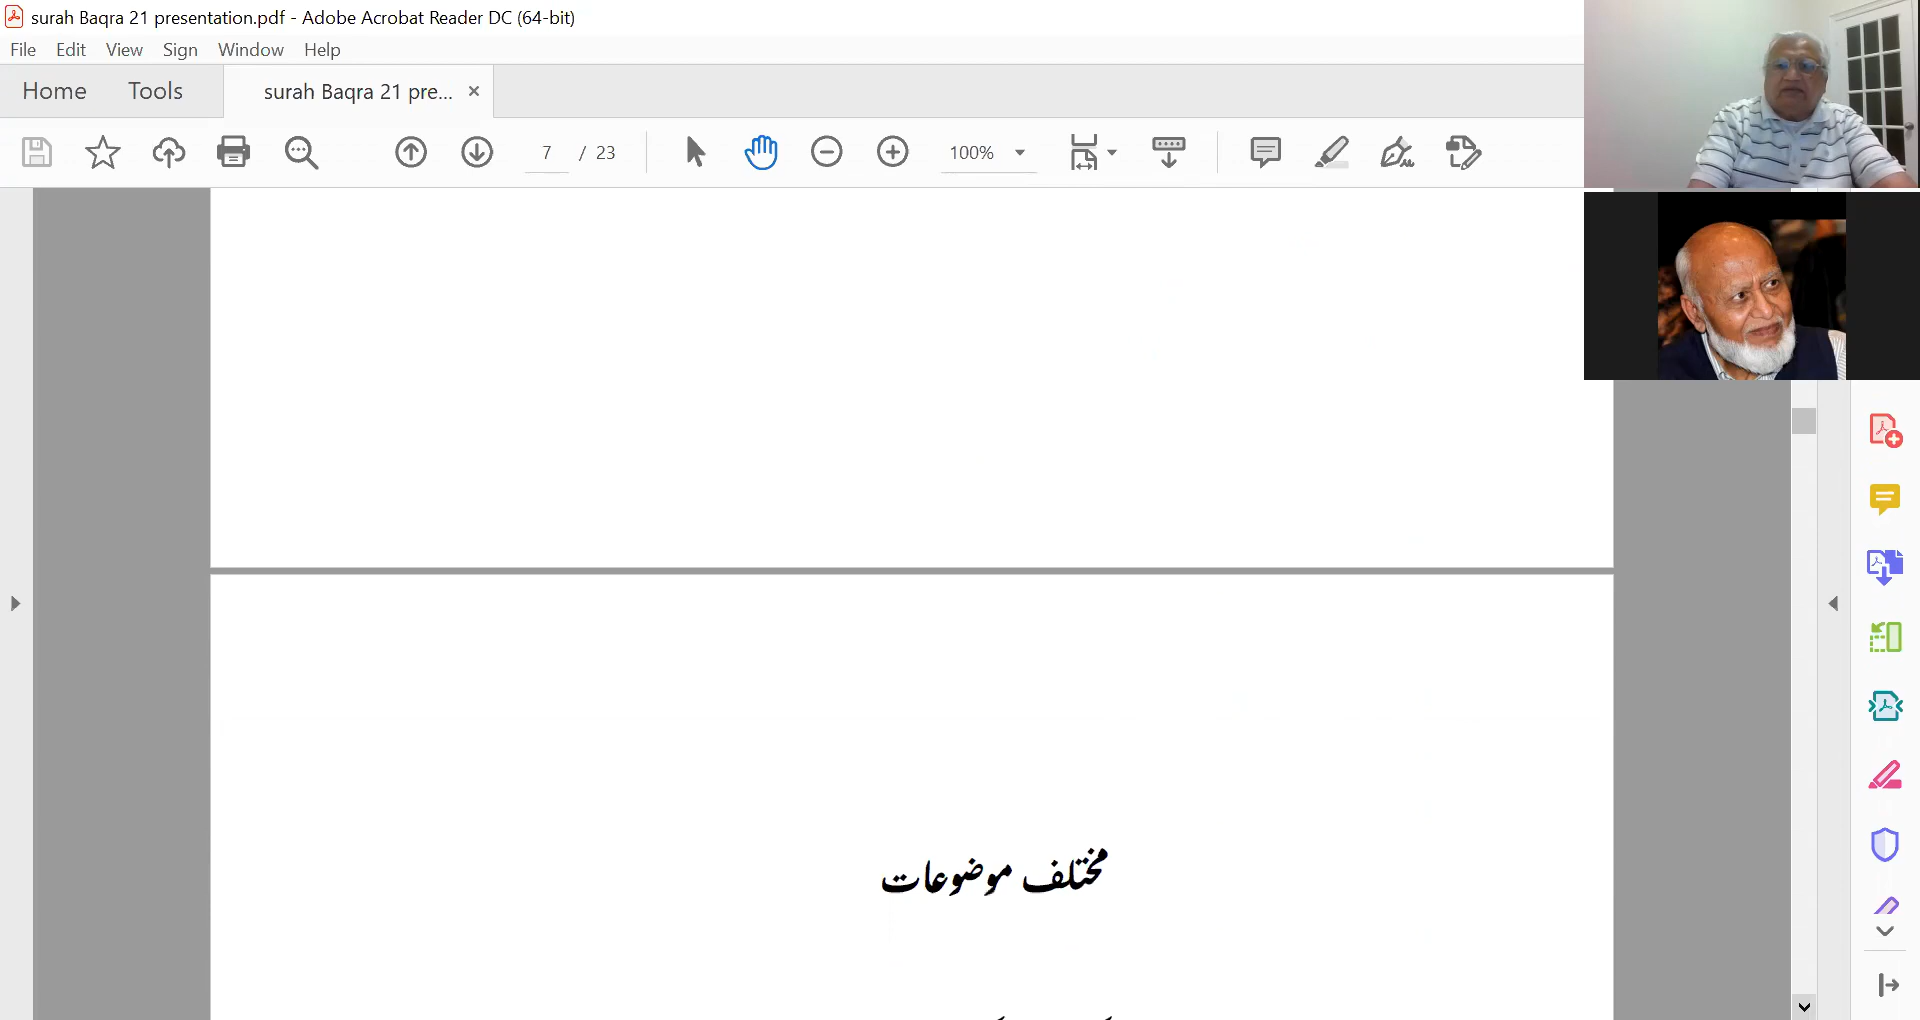 surah Baqra 21 presentation.pdf - Adobe Acrobat Reader DC (64-bit)
File Edit View Sign Window Help
Home Tools surah Baqra 21 pre... ×
7 / 23 100%
مختلف موضوعات